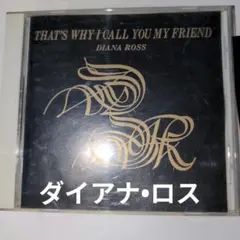 THAT'S WHY I CALL YOU MY FRIEND
DIANA ROSS
ダイアナ・ロス